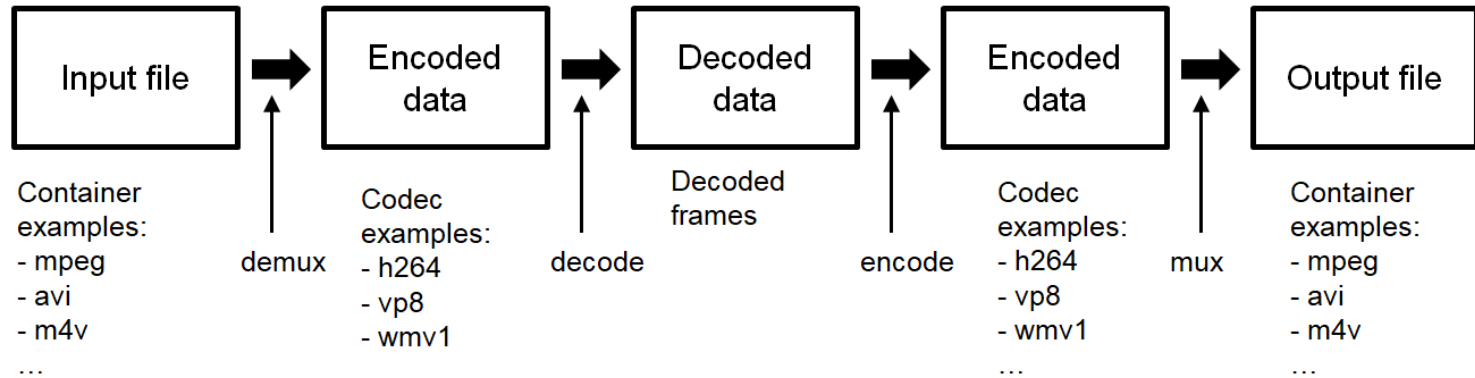 Input file
Encoded
data
Decoded
data
Encoded
data
Output file
Container
examples:
- mpeg
- avi
- m4v
...
demux
Codec
examples:
- h264
- vp8
- wmv1
...
decode
Decoded
frames
encode
Codec
examples:
- h264
- vp8
- wmv1
...
mux
Container
examples:
- mpeg
- avi
- m4v
...